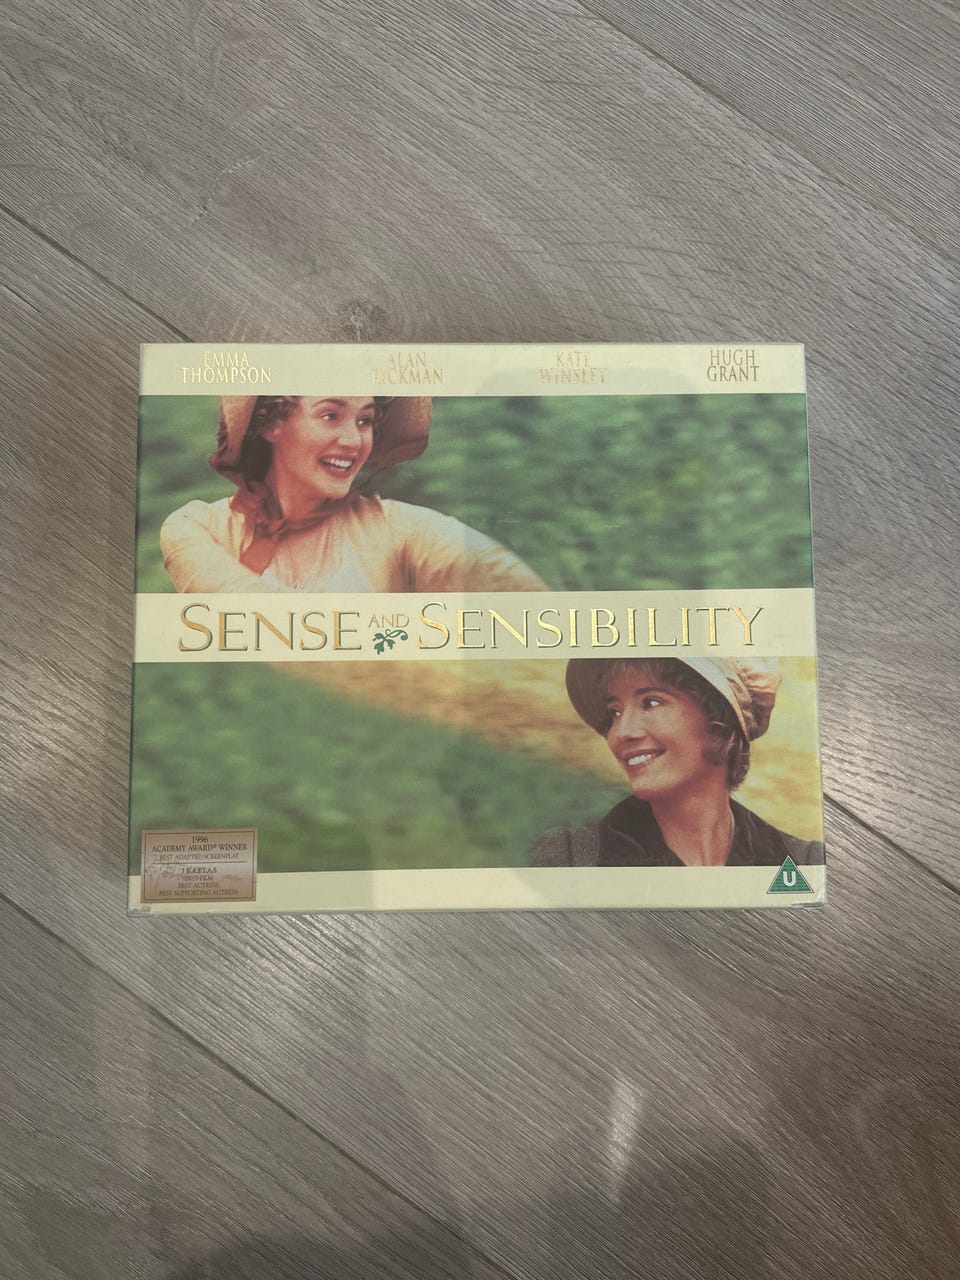 EMMA
THOMPSON
ALAN
RICKMAN
KATE
WINSLET
HUGH
GRANT
SENSE AND SENSIBILITY
1996
ACADEMY AWARD® WINNER
BEST ADAPTED SCREENPLAY
3 B.A.F.T.A.S
BEST FILM
BEST ACTRESS
BEST SUPPORTING ACTRESS
U